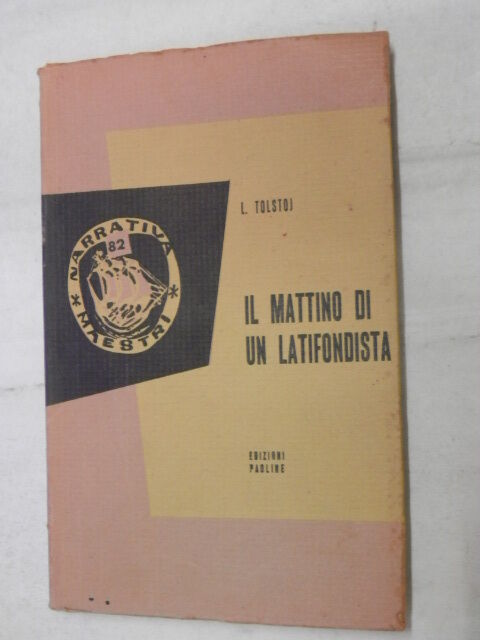 L. TOLSTOJ
NARRATIVA
82
* MAESTRI *
IL MATTINO DI
UN LATIFONDISTA
EDIZIONI
PAOLINE